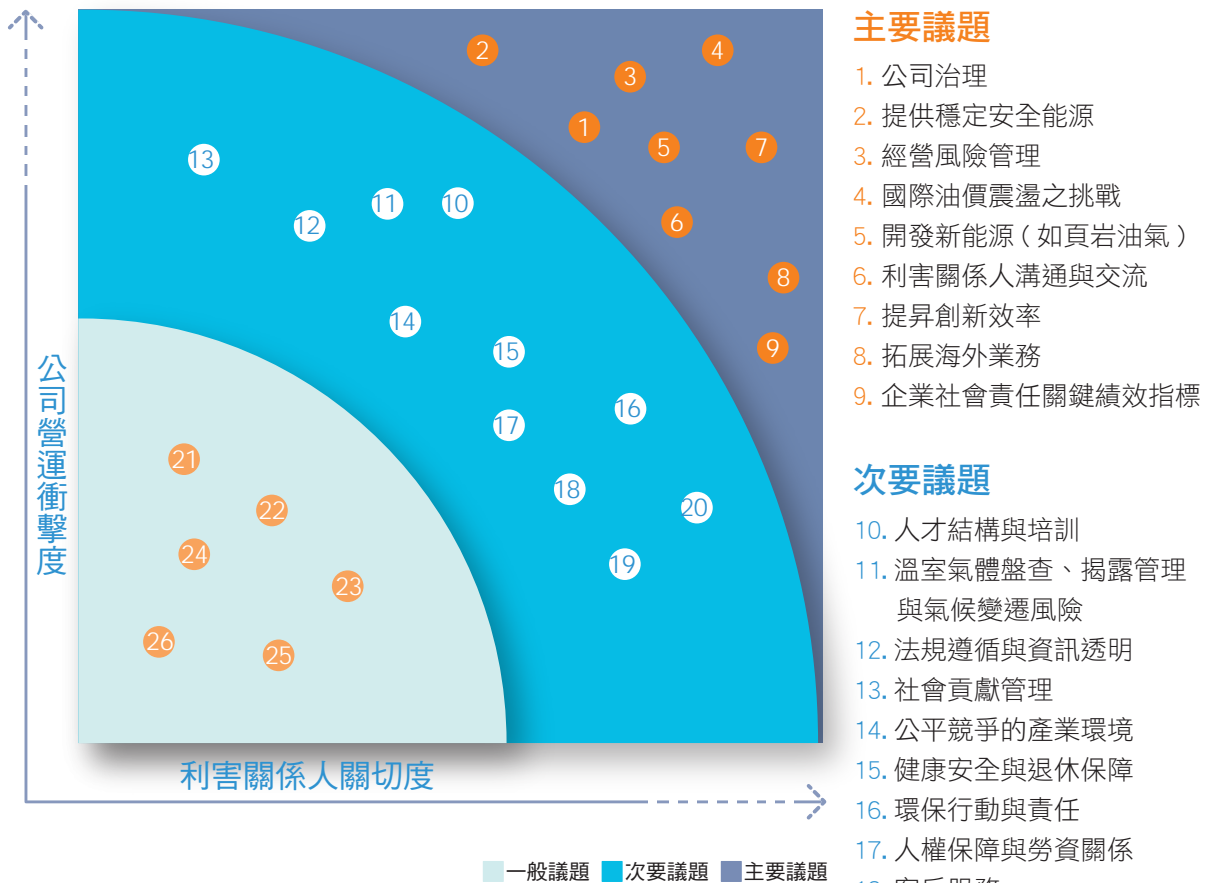 公司營運衝擊度
2
4
3
1
5
7
13
11
10
12
6
8
14
15
9
16
17
21
18
22
20
24
19
23
26
25
利害關係人關切度
一般議題 次要議題 主要議題
主要議題
1. 公司治理
2. 提供穩定安全能源
3. 經營風險管理
4. 國際油價震盪之挑戰
5. 開發新能源 ( 如頁岩油氣 )
6. 利害關係人溝通與交流
7. 提昇創新效率
8. 拓展海外業務
9. 企業社會責任關鍵績效指標
次要議題
10. 人才結構與培訓
11. 溫室氣體盤查、揭露管理
與氣候變遷風險
12. 法規遵循與資訊透明
13. 社會貢獻管理
14. 公平競爭的產業環境
15. 健康安全與退休保障
16. 環保行動與責任
17. 人權保障與勞資關係